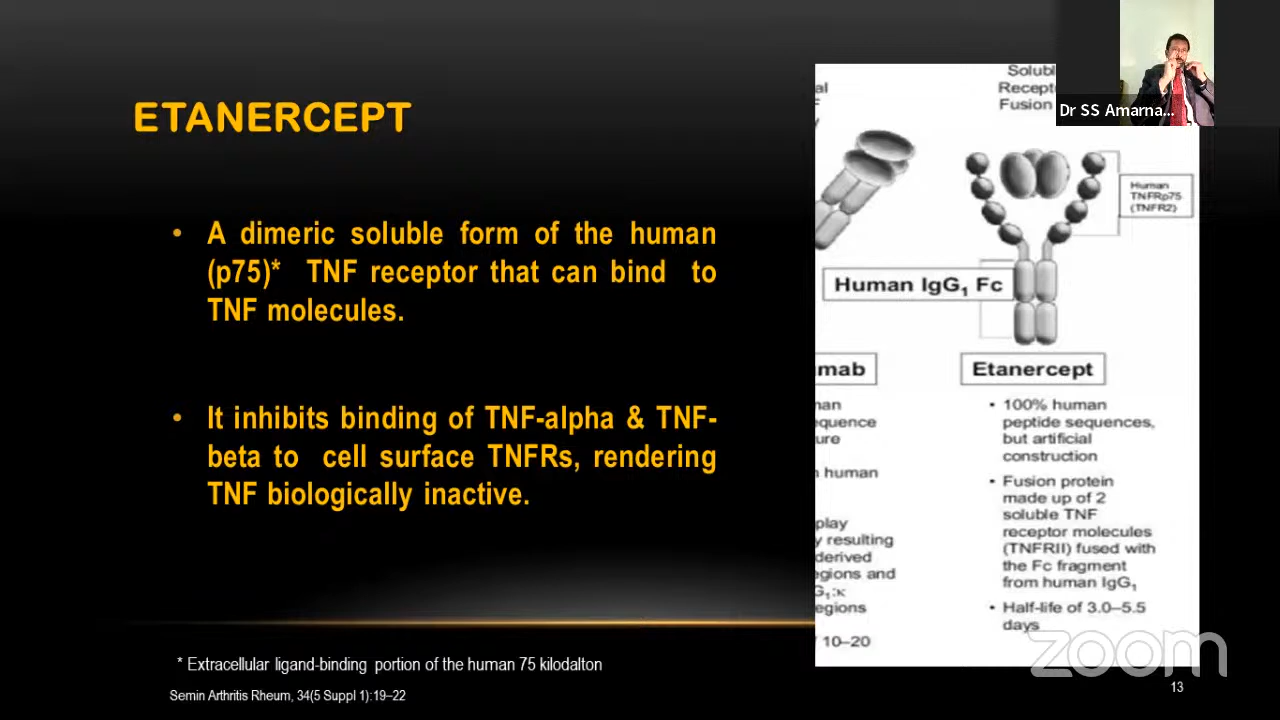 ETANERCEPT
• A dimeric soluble form of the human
(p75)* TNF receptor that can bind to
TNF molecules.
• It inhibits binding of TNF-alpha & TNF-
beta to cell surface TNFRs, rendering
TNF biologically inactive.
* Extracellular ligand-binding portion of the human 75 kilodalton
Semin Arthritis Rheum, 34(5 Suppl 1):19–22
Solubl
Recept
Fusion
Dr SS Amarna...
Human
TNFRp75
(TNFR2)
Human IgG₁ Fc
mab
Etanercept
equence
ure
human
play
y resulting
derived
egions and
G₁:κ
egions
10–20
• 100% human
peptide sequences,
but artificial
construction
• Fusion protein
made up of 2
soluble TNF
receptor molecules
(TNFRII) fused with
the Fc fragment
from human IgG₁
• Half-life of 3.0–5.5
days
zoom
13